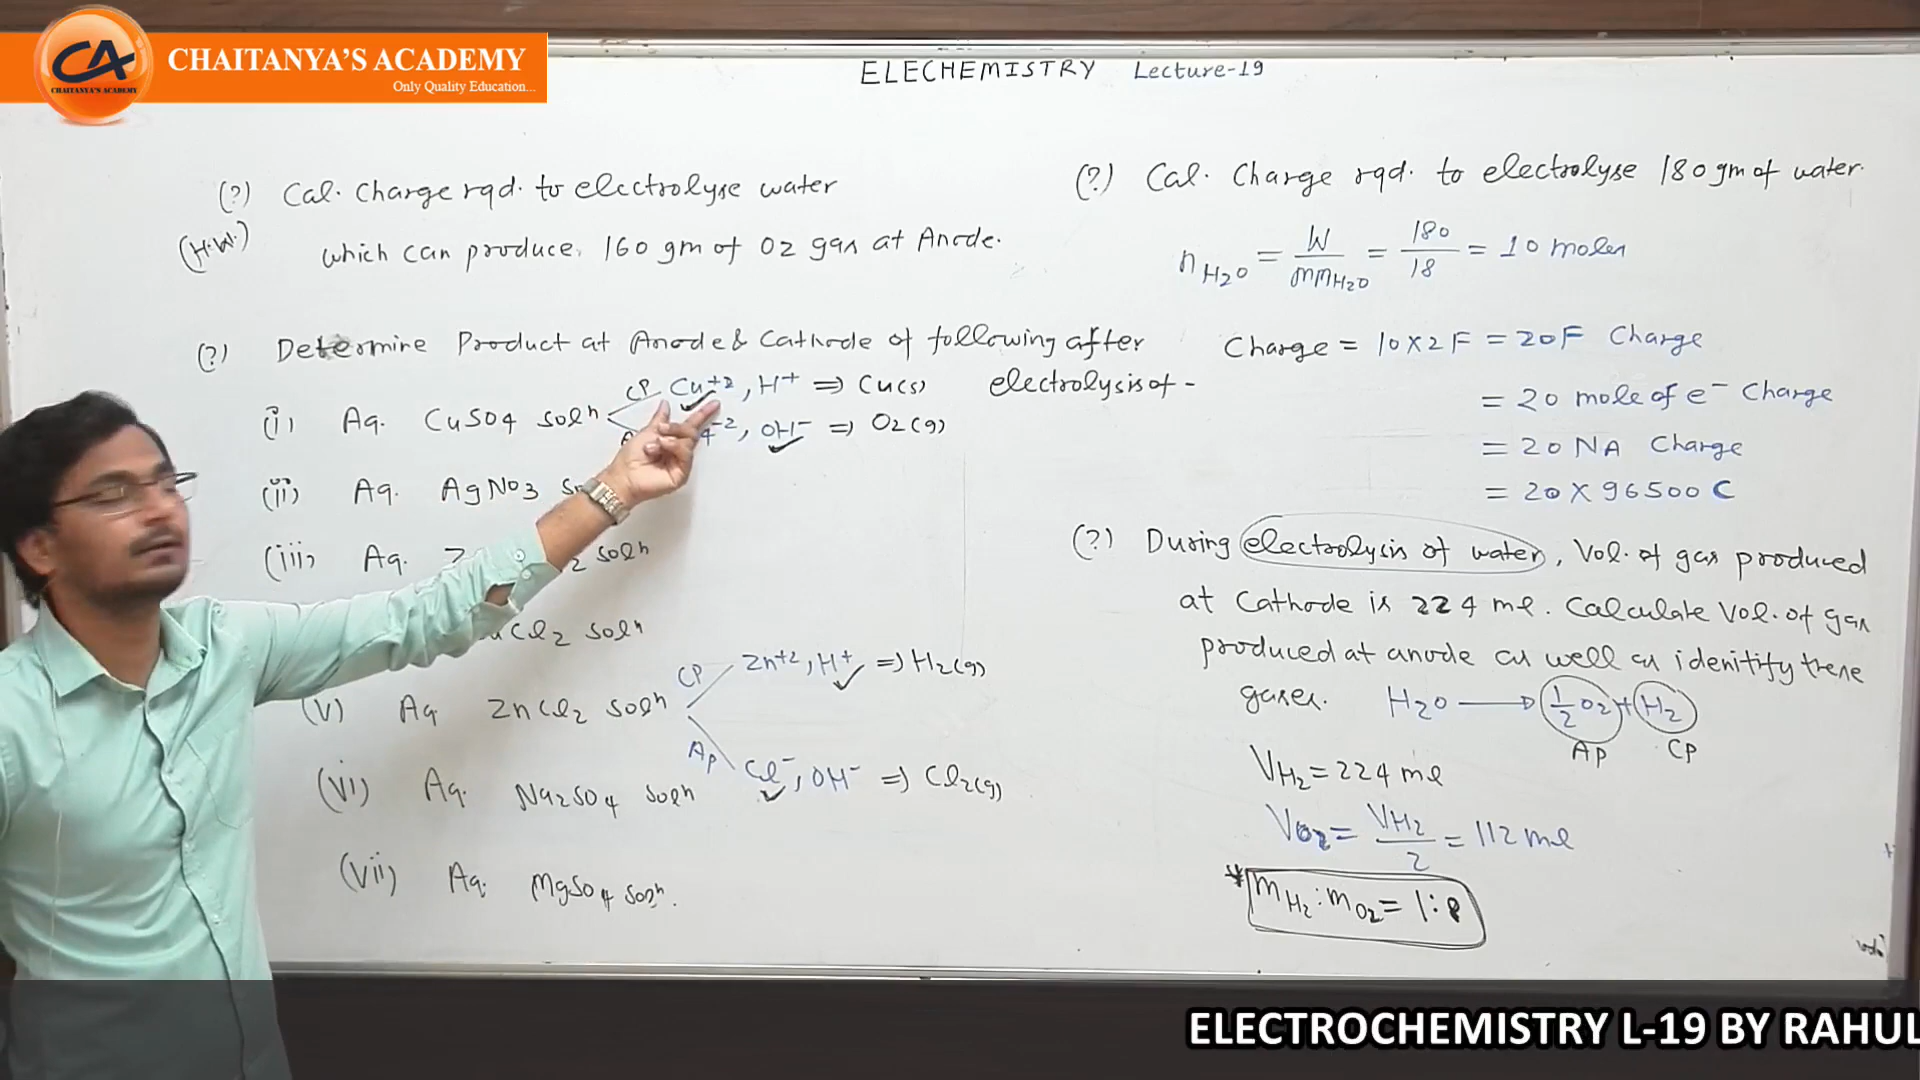 CHAITANYA'S ACADEMY
Only Quality Education...
CA
CHAITANYA'S ACADEMY
ELECHEMISTRY Lecture-19
(?) Cal. Charge rqd. to electrolyse water
(H.W.) which can produce 160 gm of O2 gas at Anode.
(?) Determine Product at Anode & Cathode of following after
electrolysis of -
(i) Aq. CuSO4 solⁿ
CP Cu+2, H+ => Cu(s)
4-2, OH- => O2(g)
(ii) Aq. AgNO3
(iii) Aq. 2 solⁿ
Cl2 solⁿ
(v) Aq. ZnCl2 solⁿ
CP Zn+2, H+ => H2(g)
AP Cl-, OH- => Cl2(g)
(vi) Aq. Na2SO4 solⁿ
(vii) Aq. MgSO4 solⁿ.
(?) Cal. Charge rqd. to electrolyse 180 gm of water.
nH2O = W/mmH2O = 180/18 = 10 moles
Charge = 10 x 2F = 20F Charge
= 20 mole of e- Charge
= 20 NA Charge
= 20 X 96500 C
(?) During electrolysis of water, Vol. of gas produced
at Cathode is 224 ml. Calculate Vol. of gas
produced at anode as well as idenitify these
gases. H2O → 1/2 O2 + H2
AP CP
VH2 = 224 ml
VO2 = VH2/2 = 112 ml
* mH2 : mO2 = 1:8
ELECTROCHEMISTRY L-19 BY RAHUL